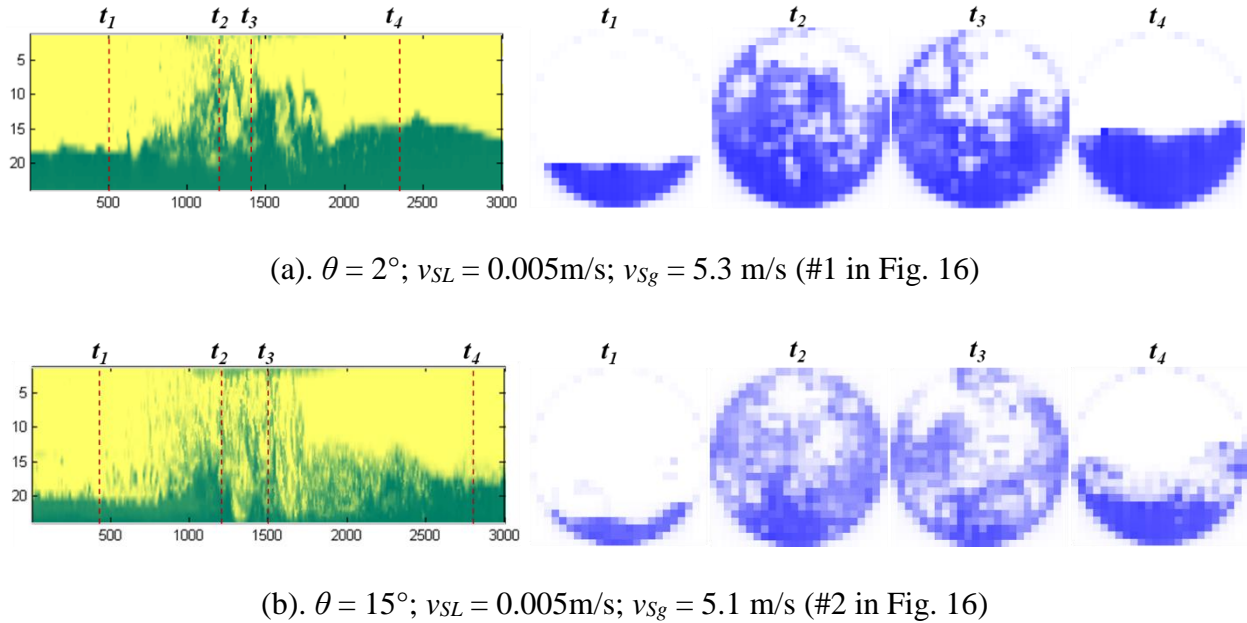 t1 t2 t3 t4 t1 t2 t3 t4
5
10
15
20
500 1000 1500 2000 2500 3000
(a). θ = 2°; vSL = 0.005m/s; vSg = 5.3 m/s (#1 in Fig. 16)
t1 t2 t3 t4 t1 t2 t3 t4
5
10
15
20
500 1000 1500 2000 2500 3000
(b). θ = 15°; vSL = 0.005m/s; vSg = 5.1 m/s (#2 in Fig. 16)